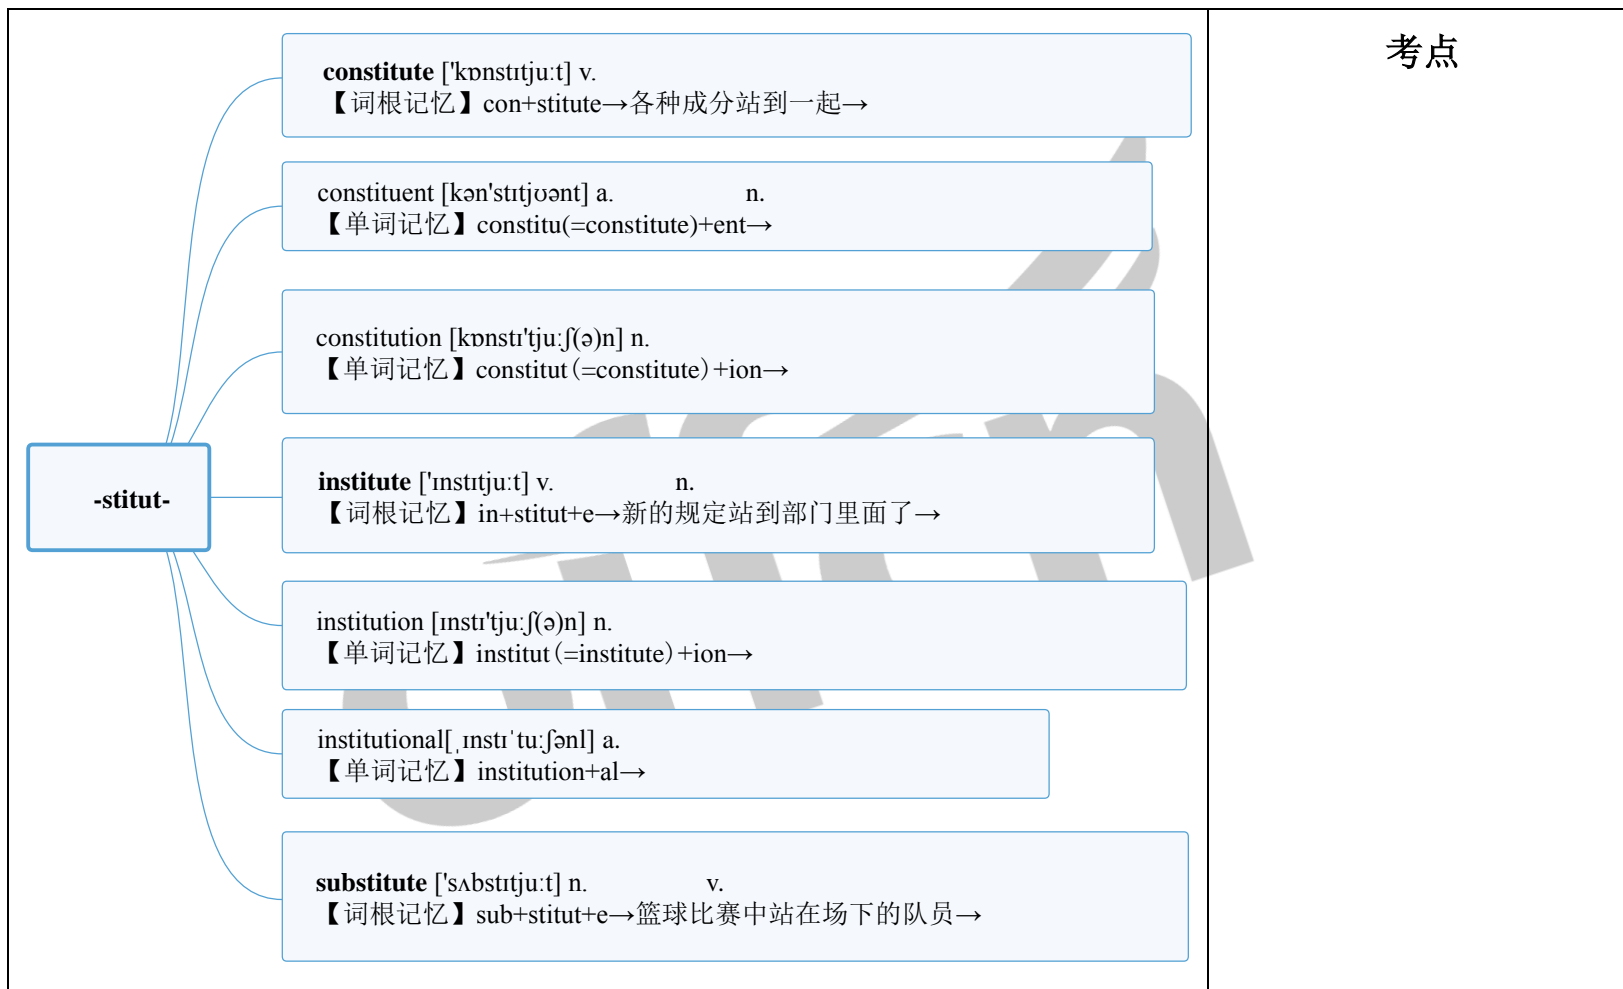 考点
constitute ['kɒnstɪtju:t] v.
【词根记忆】con+stitute→各种成分站到一起→
constituent [kən'stɪtjʊənt] a. n.
【单词记忆】constitu(=constitute)+ent→
constitution [kɒnstɪ'tju:ʃ(ə)n] n.
【单词记忆】constitut（=constitute）+ion→
-stitut-
institute ['ɪnstɪtju:t] v. n.
【词根记忆】in+stitut+e→新的规定站到部门里面了→
institution [ɪnstɪ'tju:ʃ(ə)n] n.
【单词记忆】institut（=institute）+ion→
institutional[ˌɪnstɪˈtu:ʃənl] a.
【单词记忆】institution+al→
substitute ['sʌbstɪtju:t] n. v.
【词根记忆】sub+stitut+e→篮球比赛中站在场下的队员→